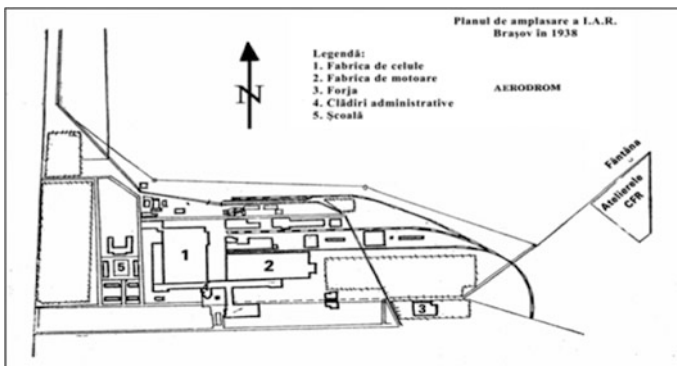 Planul de amplasare a I.A.R.
Brașov în 1938
Legendă:
1. Fabrica de celule
2. Fabrica de motoare
3. Forja
4. Clădiri administrative
5. Școală
AERODROM
N
Fântâna
Atelierele
CFR
1
2
5
3